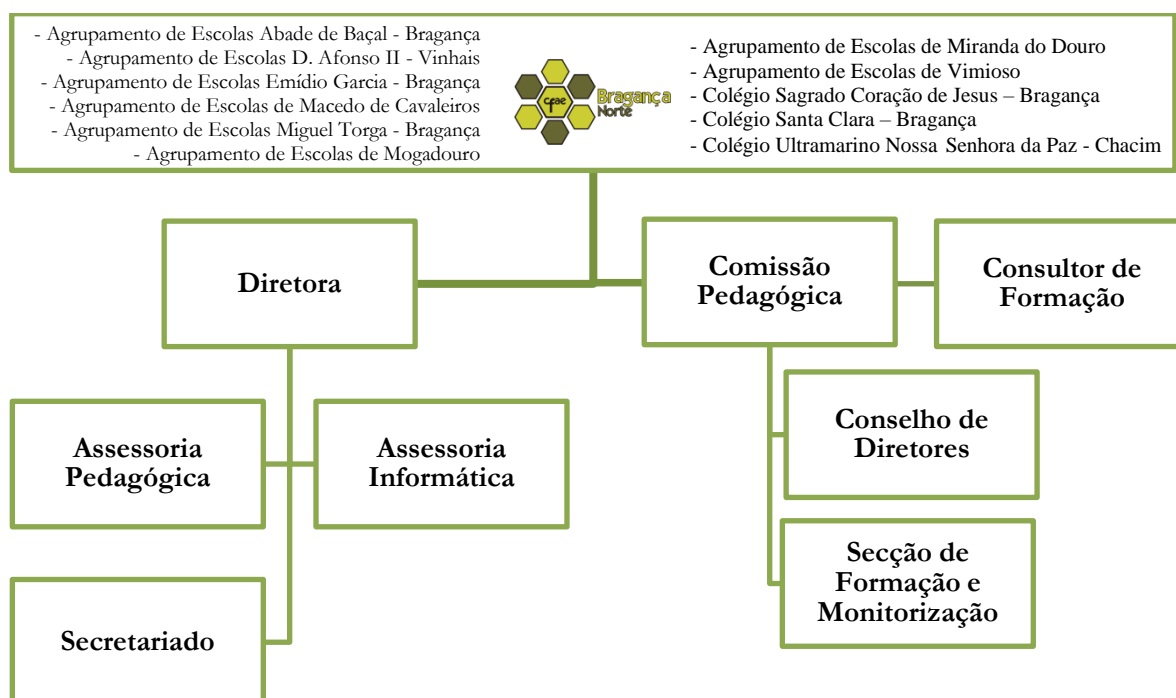 - Agrupamento de Escolas Abade de Baçal - Bragança
- Agrupamento de Escolas D. Afonso II - Vinhais
- Agrupamento de Escolas Emídio Garcia - Bragança
- Agrupamento de Escolas de Macedo de Cavaleiros
- Agrupamento de Escolas Miguel Torga - Bragança
- Agrupamento de Escolas de Mogadouro
cfae
Bragança
Norte
- Agrupamento de Escolas de Miranda do Douro
- Agrupamento de Escolas de Vimioso
- Colégio Sagrado Coração de Jesus – Bragança
- Colégio Santa Clara – Bragança
- Colégio Ultramarino Nossa Senhora da Paz - Chacim
Diretora
Comissão
Pedagógica
Consultor de
Formação
Assessoria
Pedagógica
Assessoria
Informática
Conselho de
Diretores
Secretariado
Secção de
Formação e
Monitorização